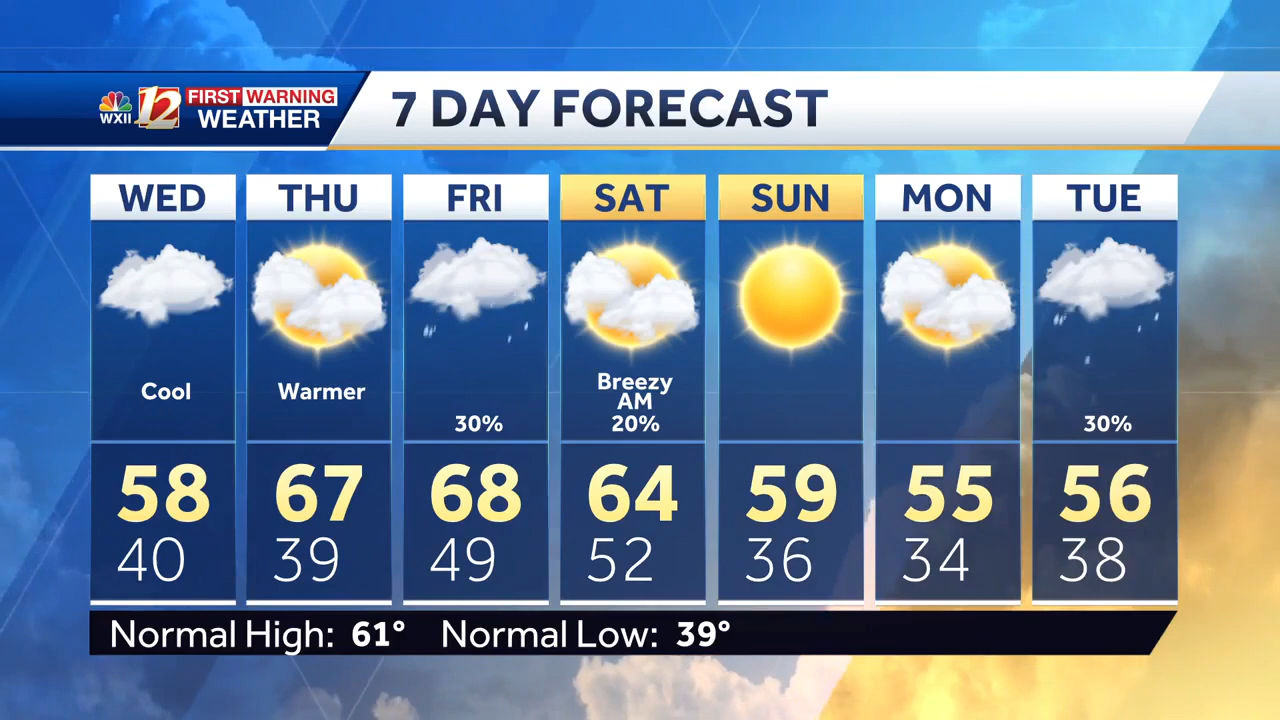 WXII 12 FIRST WARNING WEATHER
7 DAY FORECAST
WED THU FRI SAT SUN MON TUE
Cool
Warmer
30%
Breezy
AM
20%
30%
58 67 68 64 59 55 56
40 39 49 52 36 34 38
Normal High: 61° Normal Low: 39°